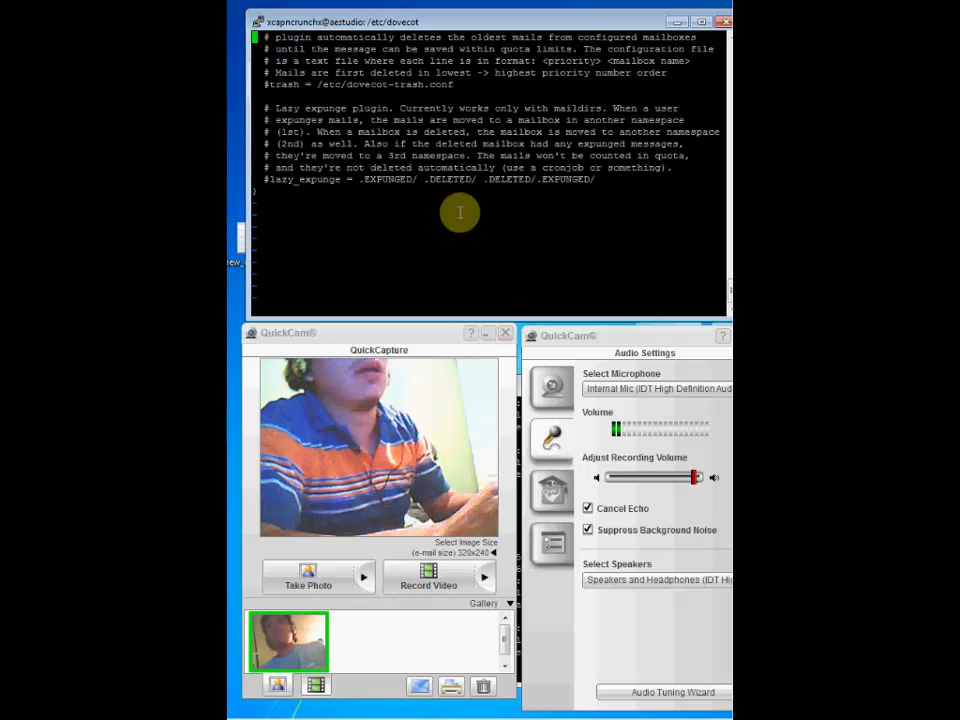 xcapncrunchx@aestudio: /etc/dovecot
# plugin automatically deletes the oldest mails from configured mailboxes
# until the message can be saved within quota limits. The configuration file
# is a text file where each line is in format: <priority> <mailbox name>
# Mails are first deleted in lowest -> highest priority number order
#trash = /etc/dovecot-trash.conf
# Lazy expunge plugin. Currently works only with maildirs. When a user
# expunges mails, the mails are moved to a mailbox in another namespace
# (1st). When a mailbox is deleted, the mailbox is moved to another namespace
# (2nd) as well. Also if the deleted mailbox had any expunged messages,
# they're moved to a 3rd namespace. The mails won't be counted in quota,
# and they're not deleted automatically (use a cronjob or something).
#lazy_expunge = .EXPUNGED/ .DELETED/ .DELETED/.EXPUNGED/
}
~
~
~
~
~
~
~
~
~
QuickCam®
QuickCapture
Select Image Size
(e-mail size) 320x240
Take Photo
Record Video
Gallery
QuickCam®
Audio Settings
Select Microphone
Internal Mic (IDT High Definition Aud
Volume
Adjust Recording Volume
Cancel Echo
Suppress Background Noise
Select Speakers
Speakers and Headphones (IDT Hi
Audio Tuning Wizard